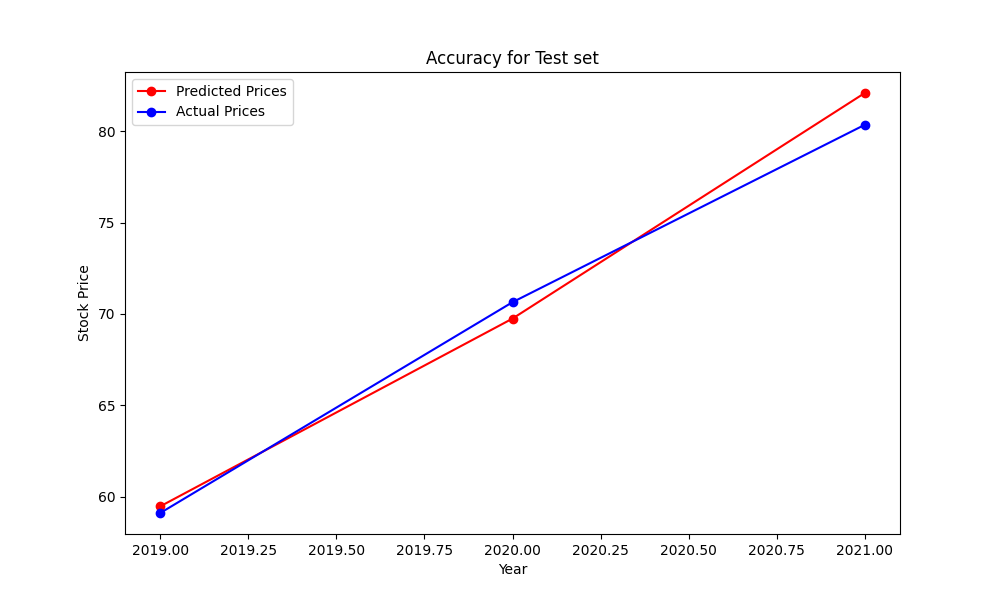 Accuracy for Test set
Predicted Prices
Actual Prices
80
75
70
65
60
Stock Price
2019.00 2019.25 2019.50 2019.75 2020.00 2020.25 2020.50 2020.75 2021.00
Year